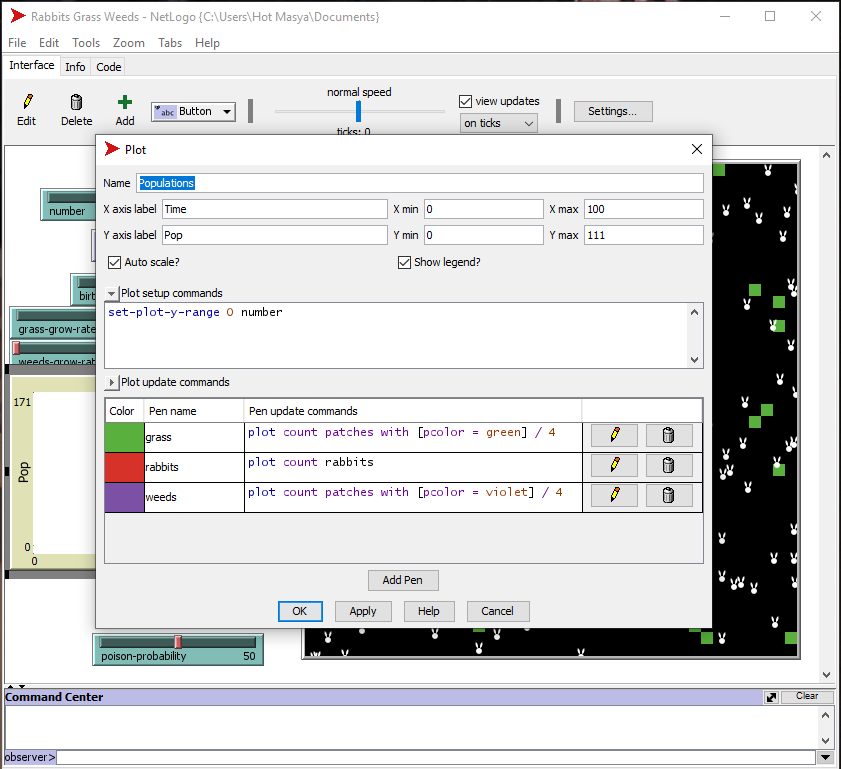 Rabbits Grass Weeds - NetLogo {C:\Users\Hot Masya\Documents}
File Edit Tools Zoom Tabs Help
Interface Info Code
normal speed
Edit Delete Add abc Button view updates Settings...
ticks: 0 on ticks
Plot
Name Populations
X axis label Time X min 0 X max 100
Y axis label Pop Y min 0 Y max 111
Auto scale? Show legend?
Plot setup commands
set-plot-y-range 0 number
Plot update commands
Color Pen name Pen update commands
grass plot count patches with [pcolor = green] / 4
rabbits plot count rabbits
weeds plot count patches with [pcolor = violet] / 4
Add Pen
OK Apply Help Cancel
number
birt
grass-grow-rate
weeds-grow-rat
171
Pop
0
0
poison-probability 50
Command Center Clear
observer>